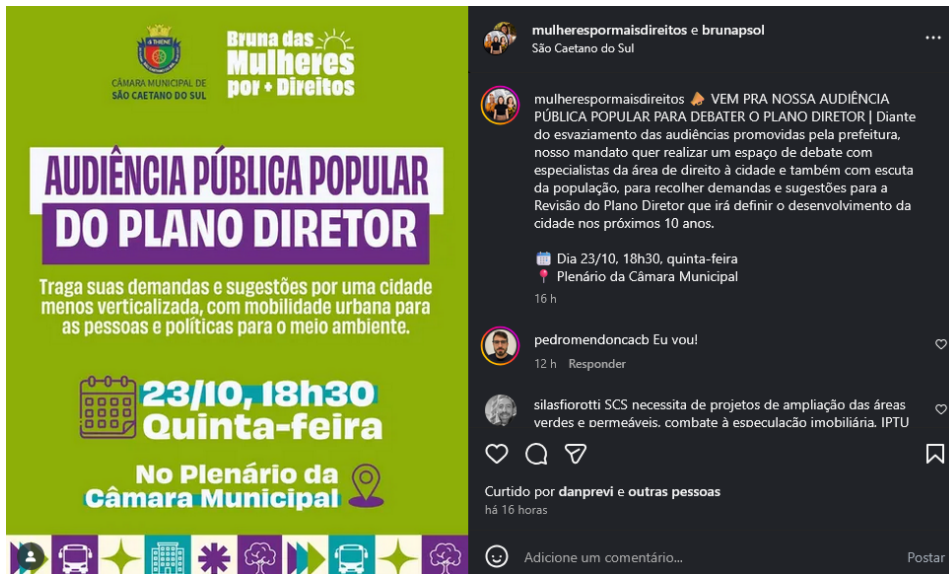 CÂMARA MUNICIPAL DE
SÃO CAETANO DO SUL
Bruna das
Mulheres
por + Direitos
AUDIÊNCIA PÚBLICA POPULAR
DO PLANO DIRETOR
Traga suas demandas e sugestões por uma cidade
menos verticalizada, com mobilidade urbana para
as pessoas e políticas para o meio ambiente.
23/10, 18h30
Quinta-feira
No Plenário da
Câmara Municipal
mulherespormaisdireitos e brunapsol
São Caetano do Sul
mulherespormaisdireitos 📣 VEM PRA NOSSA AUDIÊNCIA
PÚBLICA POPULAR PARA DEBATER O PLANO DIRETOR | Diante
do esvaziamento das audiências promovidas pela prefeitura,
nosso mandato quer realizar um espaço de debate com
especialistas da área de direito à cidade e também com escuta
da população, para recolher demandas e sugestões para a
Revisão do Plano Diretor que irá definir o desenvolvimento da
cidade nos próximos 10 anos.
🗓️ Dia 23/10, 18h30, quinta-feira
📍 Plenário da Câmara Municipal
16 h
pedromendoncacb Eu vou!
12 h Responder
silasfiorotti SCS necessita de projetos de ampliação das áreas
verdes e permeáveis, combate à especulação imobiliária, IPTU
Curtido por danprevi e outras pessoas
há 16 horas
Adicione um comentário...
Postar